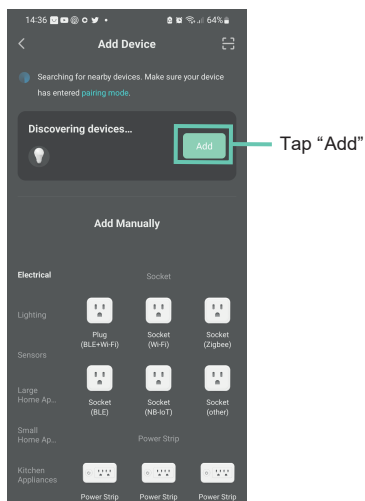 14:36 64%
Add Device
Searching for nearby devices. Make sure your device
has entered pairing mode.
Discovering devices...
Add
Tap “Add”
Add Manually
Electrical
Socket
Lighting
Plug
(BLE+Wi-Fi)
Socket
(Wi-Fi)
Socket
(Zigbee)
Sensors
Large
Home Ap...
Socket
(BLE)
Socket
(NB-IoT)
Socket
(other)
Small
Home Ap...
Power Strip
Kitchen
Appliances
Power Strip
Power Strip
Power Strip